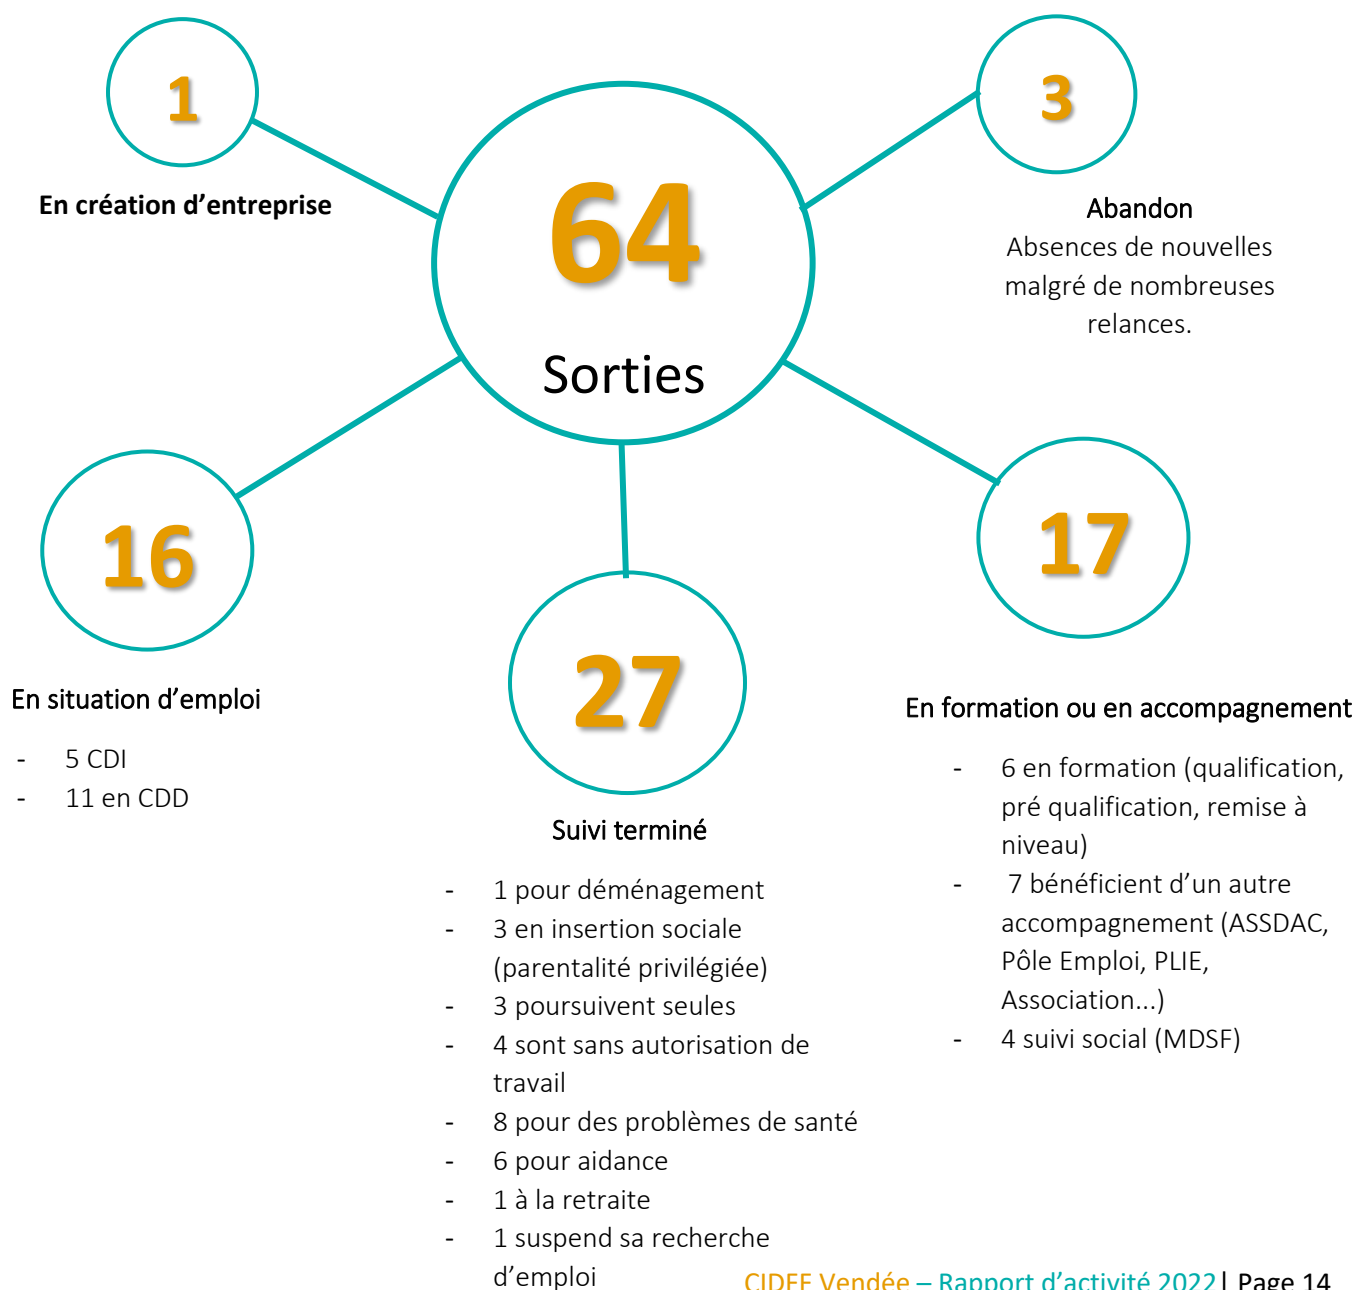 1
En création d’entreprise
64
Sorties
3
Abandon
Absences de nouvelles
malgré de nombreuses
relances.
16
En situation d’emploi
- 5 CDI
- 11 en CDD
27
Suivi terminé
- 1 pour déménagement
- 3 en insertion sociale
(parentalité privilégiée)
- 3 poursuivent seules
- 4 sont sans autorisation de
travail
- 8 pour des problèmes de santé
- 6 pour aidance
- 1 à la retraite
- 1 suspend sa recherche
d’emploi
17
En formation ou en accompagnement
- 6 en formation (qualification,
pré qualification, remise à
niveau)
- 7 bénéficient d’un autre
accompagnement (ASSDAC,
Pôle Emploi, PLIE,
Association...)
- 4 suivi social (MDSF)
CIDFF Vendée – Rapport d’activité 2022| Page 14